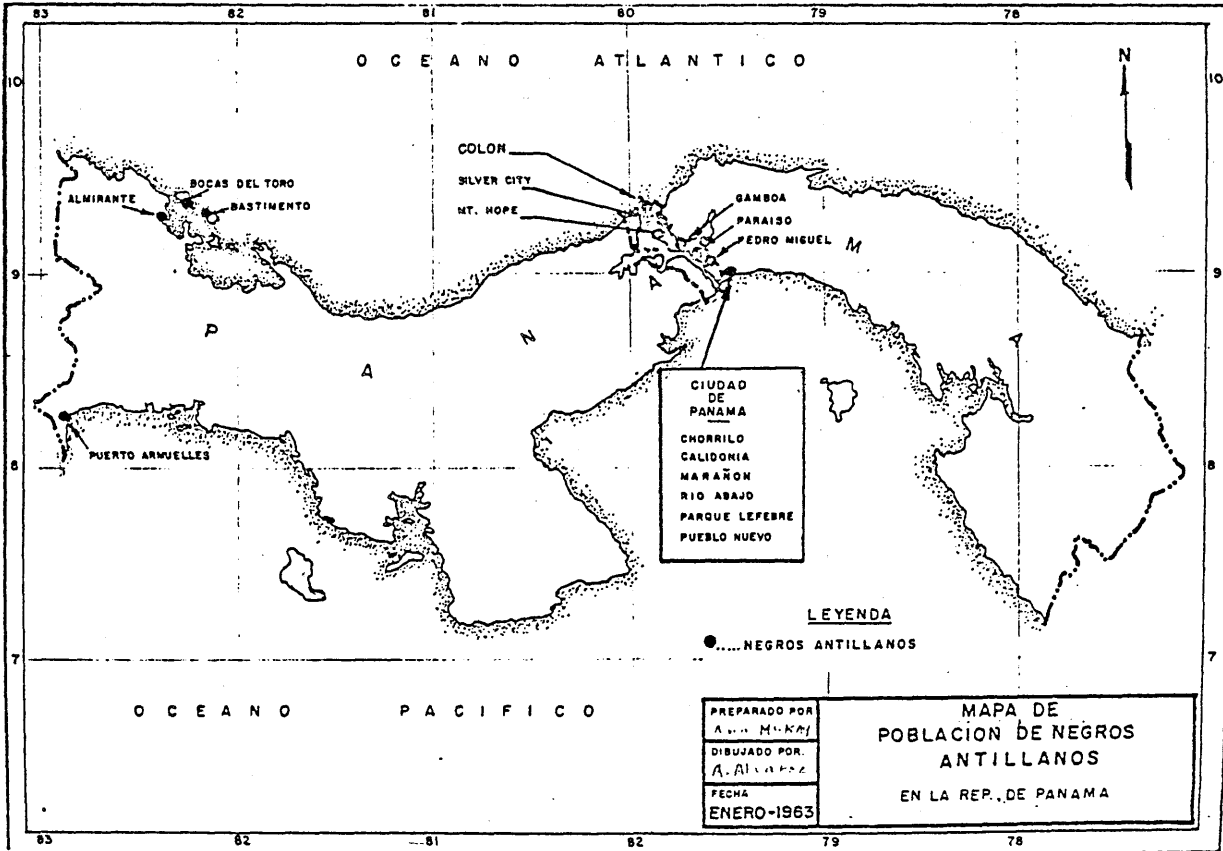 83 82 81 80 79 78
OCEANO ATLANTICO
N
10 10
COLON
SILVER CITY
MT. HOPE
BOCAS DEL TORO
ALMIRANTE
BASTIMENTO
GAMBOA
PARAISO
PEDRO MIGUEL
9 9
P A N A M A
CIUDAD
DE
PANAMA
CHORRILO
CALIDONIA
MARAÑON
RIO ABAJO
PARQUE LEFEBRE
PUEBLO NUEVO
8 8
PUERTO ARMUELLES
LEYENDA
.....NEGROS ANTILLANOS
7 7
OCEANO PACIFICO
PREPARADO POR
McKay
DIBUJADO POR.
A. Alvarez
FECHA
ENERO-1963
MAPA DE
POBLACION DE NEGROS
ANTILLANOS
EN LA REP., DE PANAMA
83 82 81 80 79 78